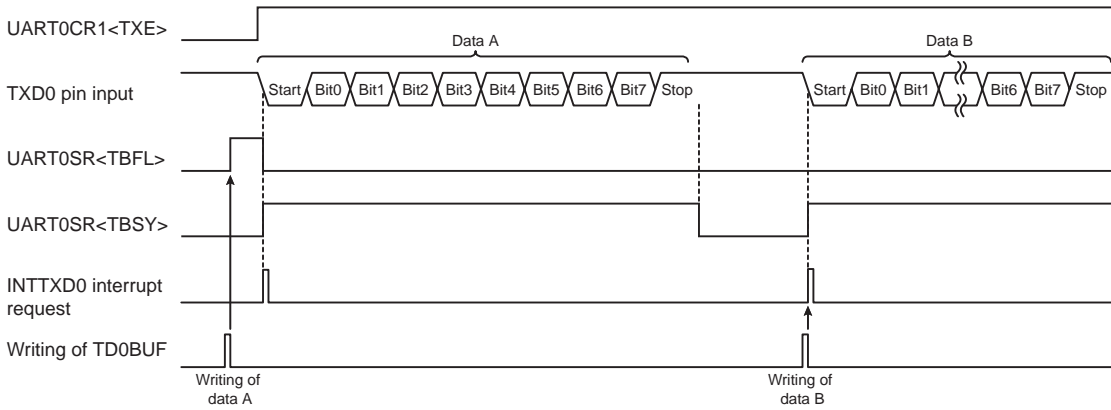 UART0CR1<TXE>
Data A
Data B
TXD0 pin input
Start Bit0 Bit1 Bit2 Bit3 Bit4 Bit5 Bit6 Bit7 Stop
Start Bit0 Bit1 Bit6 Bit7 Stop
UART0SR<TBFL>
UART0SR<TBSY>
INTTXD0 interrupt
request
Writing of TD0BUF
Writing of
data A
Writing of
data B